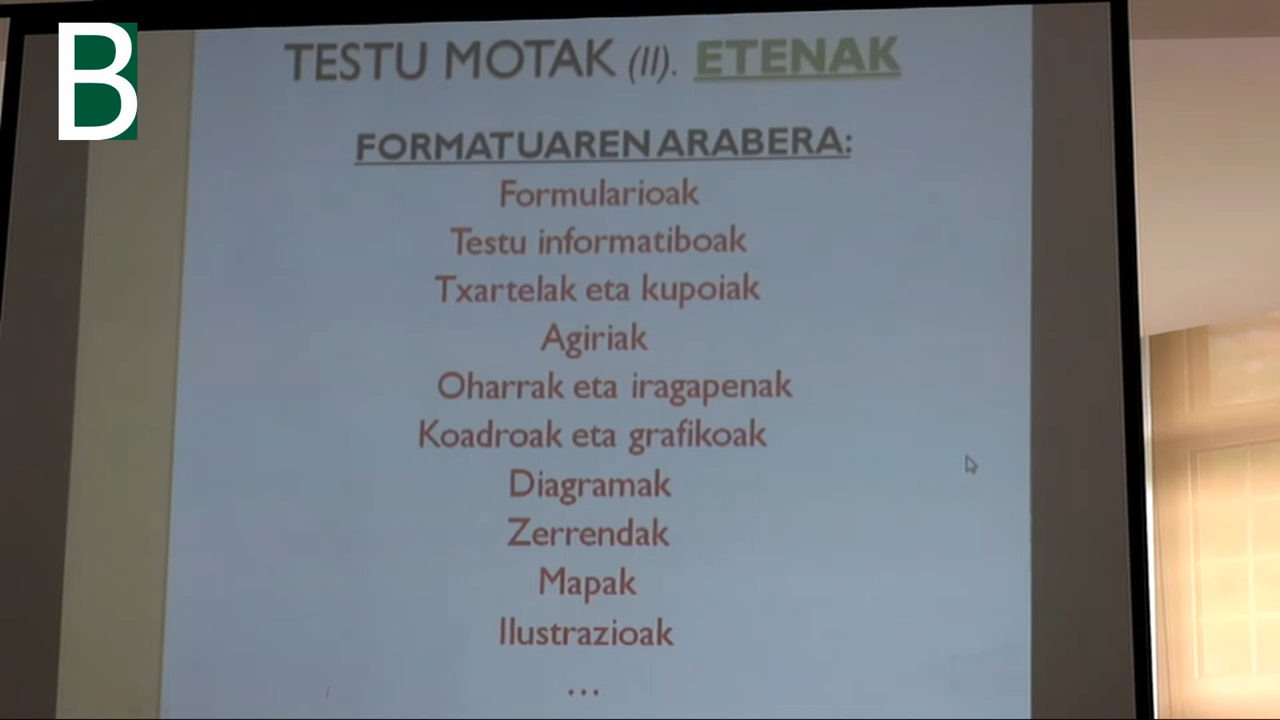 B
TESTU MOTAK (II). ETENAK
FORMATUAREN ARABERA:
Formularioak
Testu informatiboak
Txartelak eta kupoiak
Agiriak
Oharrak eta iragapenak
Koadroak eta grafikoak
Diagramak
Zerrendak
Mapak
Ilustrazioak
...